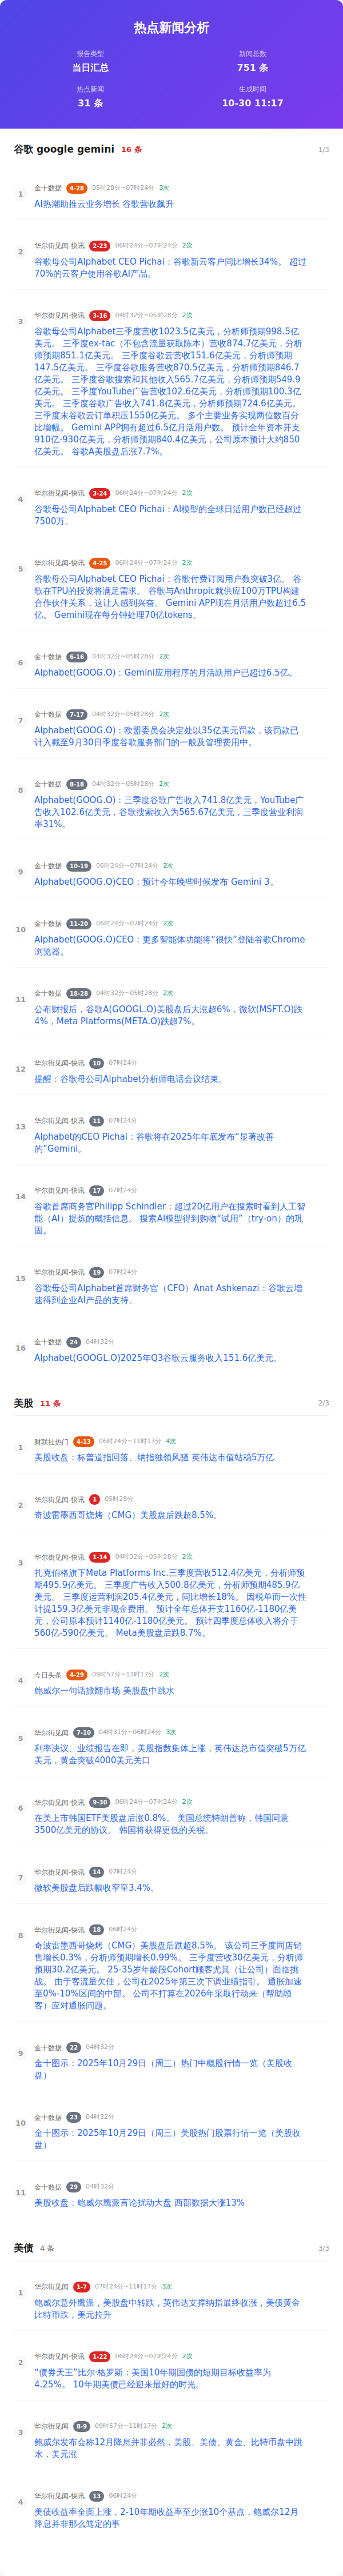 热点新闻分析
报告类型
新闻总数
当日汇总
751 条
热点新闻
生成时间
31 条
10-30 11:17
谷歌 google gemini 16 条 1/3
1
金十数据 4-28 05时28分~07时24分 3次
AI热潮助推云业务增长 谷歌营收飙升
2
华尔街见闻-快讯 2-23 06时24分~07时24分 2次
谷歌母公司Alphabet CEO Pichai：谷歌新云客户同比增长34%。 超过
70%的云客户使用谷歌AI产品。
3
华尔街见闻-快讯 3-16 04时32分~05时28分 2次
谷歌母公司Alphabet三季度营收1023.5亿美元，分析师预期998.5亿
美元。 三季度ex-tac（不包含流量获取陈本）营收874.7亿美元，分析
师预期851.1亿美元。 三季度谷歌云营收151.6亿美元，分析师预期
147.5亿美元。 三季度谷歌服务营收870.5亿美元，分析师预期846.7
亿美元。 三季度谷歌搜索和其他收入565.7亿美元，分析师预期549.9
亿美元。 三季度YouTube广告营收102.6亿美元，分析师预期100.3亿
美元。 三季度谷歌广告收入741.8亿美元，分析师预期724.6亿美元。
三季度末谷歌云订单积压1550亿美元。 多个主要业务实现两位数百分
比增幅。 Gemini APP拥有超过6.5亿月活用户数。 预计全年资本开支
910亿-930亿美元，分析师预期840.4亿美元，公司原本预计大约850
亿美元。 谷歌A美股盘后涨7.7%。
4
华尔街见闻-快讯 3-24 06时24分~07时24分 2次
谷歌母公司Alphabet CEO Pichai：AI模型的全球日活用户数已经超过
7500万。
5
华尔街见闻-快讯 4-25 06时24分~07时24分 2次
谷歌母公司Alphabet CEO Pichai：谷歌付费订阅用户数突破3亿。 谷
歌在TPU的投资将满足需求。 谷歌与Anthropic就供应100万TPU构建
合作伙伴关系，这让人感到兴奋。 Gemini APP现在月活用户数超过6.5
亿。 Gemini现在每分钟处理70亿tokens。
6
金十数据 6-16 04时32分~05时28分 2次
Alphabet(GOOG.O)：Gemini应用程序的月活跃用户已超过6.5亿。
7
金十数据 7-17 04时32分~05时28分 2次
Alphabet(GOOG.O)：欧盟委员会决定处以35亿美元罚款，该罚款已
计入截至9月30日季度谷歌服务部门的一般及管理费用中。
8
金十数据 8-18 04时32分~05时28分 2次
Alphabet(GOOG.O)：三季度谷歌广告收入741.8亿美元，YouTube广
告收入102.6亿美元，谷歌搜索收入为565.67亿美元，三季度营业利润
率31%。
9
金十数据 10-19 06时24分~07时24分 2次
Alphabet(GOOG.O)CEO：预计今年晚些时候发布 Gemini 3。
10
金十数据 11-20 06时24分~07时24分 2次
Alphabet(GOOG.O)CEO：更多智能体功能将“很快”登陆谷歌Chrome
浏览器。
11
金十数据 18-28 04时32分~05时28分 2次
公布财报后，谷歌A(GOOGL.O)美股盘后大涨超6%，微软(MSFT.O)跌
4%，Meta Platforms(META.O)跌超7%。
12
华尔街见闻-快讯 10 07时24分
提醒：谷歌母公司Alphabet分析师电话会议结束。
13
华尔街见闻-快讯 11 07时24分
Alphabet的CEO Pichai：谷歌将在2025年年底发布“显著改善
的”Gemini。
14
华尔街见闻-快讯 17 07时24分
谷歌首席商务官Philipp Schindler：超过20亿用户在搜索时看到人工智
能（AI）提炼的概括信息。 搜索AI模型得到购物“试用”（try-on）的巩
固。
15
华尔街见闻-快讯 19 07时24分
谷歌母公司Alphabet首席财务官（CFO）Anat Ashkenazi：谷歌云增
速得到企业AI产品的支持。
16
金十数据 24 04时32分
Alphabet(GOOGL.O)2025年Q3谷歌云服务收入151.6亿美元。
美股 11 条 2/3
1
财联社热门 4-13 06时24分~11时17分 4次
美股收盘：标普道指回落、纳指独领风骚 英伟达市值站稳5万亿
2
华尔街见闻-快讯 1 05时28分
奇波雷墨西哥烧烤（CMG）美股盘后跌超8.5%。
3
华尔街见闻-快讯 1-14 04时32分~05时28分 2次
扎克伯格旗下Meta Platforms Inc.三季度营收512.4亿美元，分析师预
期495.9亿美元。 三季度广告收入500.8亿美元，分析师预期485.9亿
美元。 三季度运营利润205.4亿美元，同比增长18%。 因税单而一次性
计提159.3亿美元非现金费用。 预计全年总体开支1160亿-1180亿美
元，公司原本预计1140亿-1180亿美元。 预计四季度总体收入将介于
560亿-590亿美元。 Meta美股盘后跌8.7%。
4
今日头条 4-29 09时57分~11时17分 2次
鲍威尔一句话掀翻市场 美股盘中跳水
5
华尔街见闻 7-10 04时31分~06时24分 3次
利率决议、业绩报告在即，美股指数集体上涨，英伟达总市值突破5万亿
美元，黄金突破4000美元关口
6
华尔街见闻-快讯 9-30 06时24分~07时24分 2次
在美上市韩国ETF美股盘后涨0.8%。 美国总统特朗普称，韩国同意
3500亿美元的协议。 韩国将获得更低的关税。
7
华尔街见闻-快讯 14 07时24分
微软美股盘后跌幅收窄至3.4%。
8
华尔街见闻-快讯 18 06时24分
奇波雷墨西哥烧烤（CMG）美股盘后跌超8.5%。 该公司三季度同店销
售增长0.3%，分析师预期增长0.99%。 三季度营收30亿美元，分析师
预期30.2亿美元。 25-35岁年龄段Cohort顾客尤其（让公司）面临挑
战。 由于客流量欠佳，公司在2025年第三次下调业绩指引。 通胀加速
至0%-10%区间的中部。 公司不打算在2026年采取行动来（帮助顾
客）应对通胀问题。
9
金十数据 22 04时32分
金十图示：2025年10月29日（周三）热门中概股行情一览（美股收
盘）
10
金十数据 23 04时32分
金十图示：2025年10月29日（周三）美股热门股票行情一览（美股收
盘）
11
金十数据 29 04时32分
美股收盘：鲍威尔鹰派言论扰动大盘 西部数据大涨13%
美债 4 条 3/3
1
华尔街见闻 1-7 07时24分~11时17分 3次
鲍威尔意外鹰派，美股盘中转跌，英伟达支撑纳指最终收涨，美债黄金
比特币跌，美元拉升
2
华尔街见闻-快讯 1-22 06时24分~07时24分 2次
“债券天王”比尔·格罗斯：美国10年期国债的短期目标收益率为
4.25%。 10年期美债已经迎来最好的时光。
3
华尔街见闻 8-9 09时57分~11时17分 2次
鲍威尔发布会称12月降息并非必然，美股、美债、黄金、比特币盘中跳
水，美元涨
4
华尔街见闻-快讯 13 06时24分
美债收益率全面上涨，2-10年期收益率至少涨10个基点，鲍威尔12月
降息并非那么笃定的事